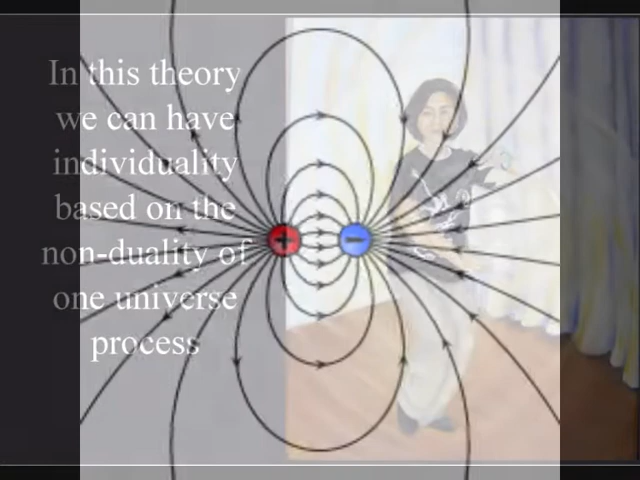 In this theory
we can have
individuality
based on the
non-duality of
one universe
process
+
−